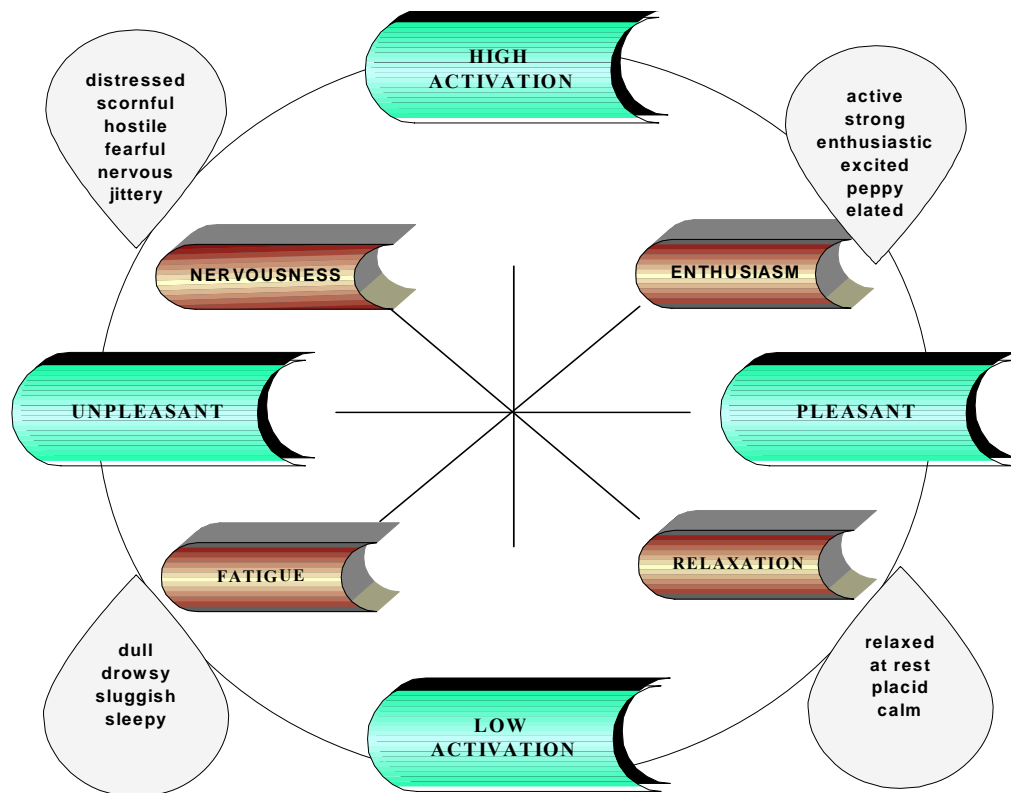 HIGH
ACTIVATION
distressed
scornful
hostile
fearful
nervous
jittery
active
strong
enthusiastic
excited
peppy
elated
NERVOUSNESS
ENTHUSIASM
UNPLEASANT
PLEASANT
FATIGUE
RELAXATION
dull
drowsy
sluggish
sleepy
relaxed
at rest
placid
calm
LOW
ACTIVATION